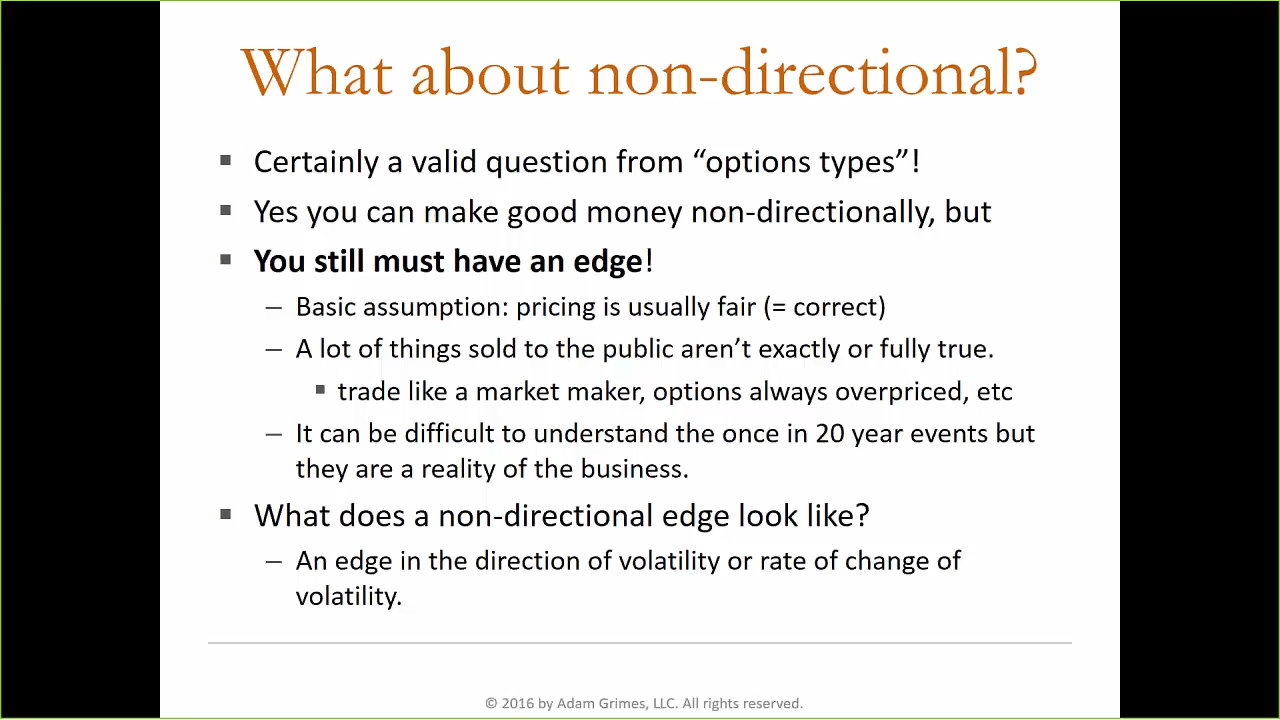 What about non-directional?
▪ Certainly a valid question from “options types”!
▪ Yes you can make good money non-directionally, but
▪ You still must have an edge!
– Basic assumption: pricing is usually fair (= correct)
– A lot of things sold to the public aren’t exactly or fully true.
▪ trade like a market maker, options always overpriced, etc
– It can be difficult to understand the once in 20 year events but
they are a reality of the business.
▪ What does a non-directional edge look like?
– An edge in the direction of volatility or rate of change of
volatility.
© 2016 by Adam Grimes, LLC. All rights reserved.